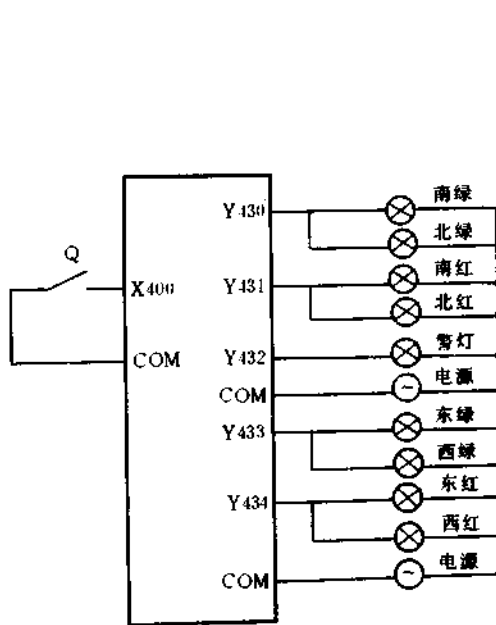 南绿
Y430
北绿
Q
南红
X400 Y431
北红
警灯
COM Y432
电源
COM
东绿
Y433
西绿
东红
Y434
西红
电源
COM
~
~